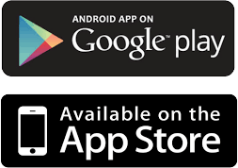 ANDROID APP ON
Google play
Available on the
App Store